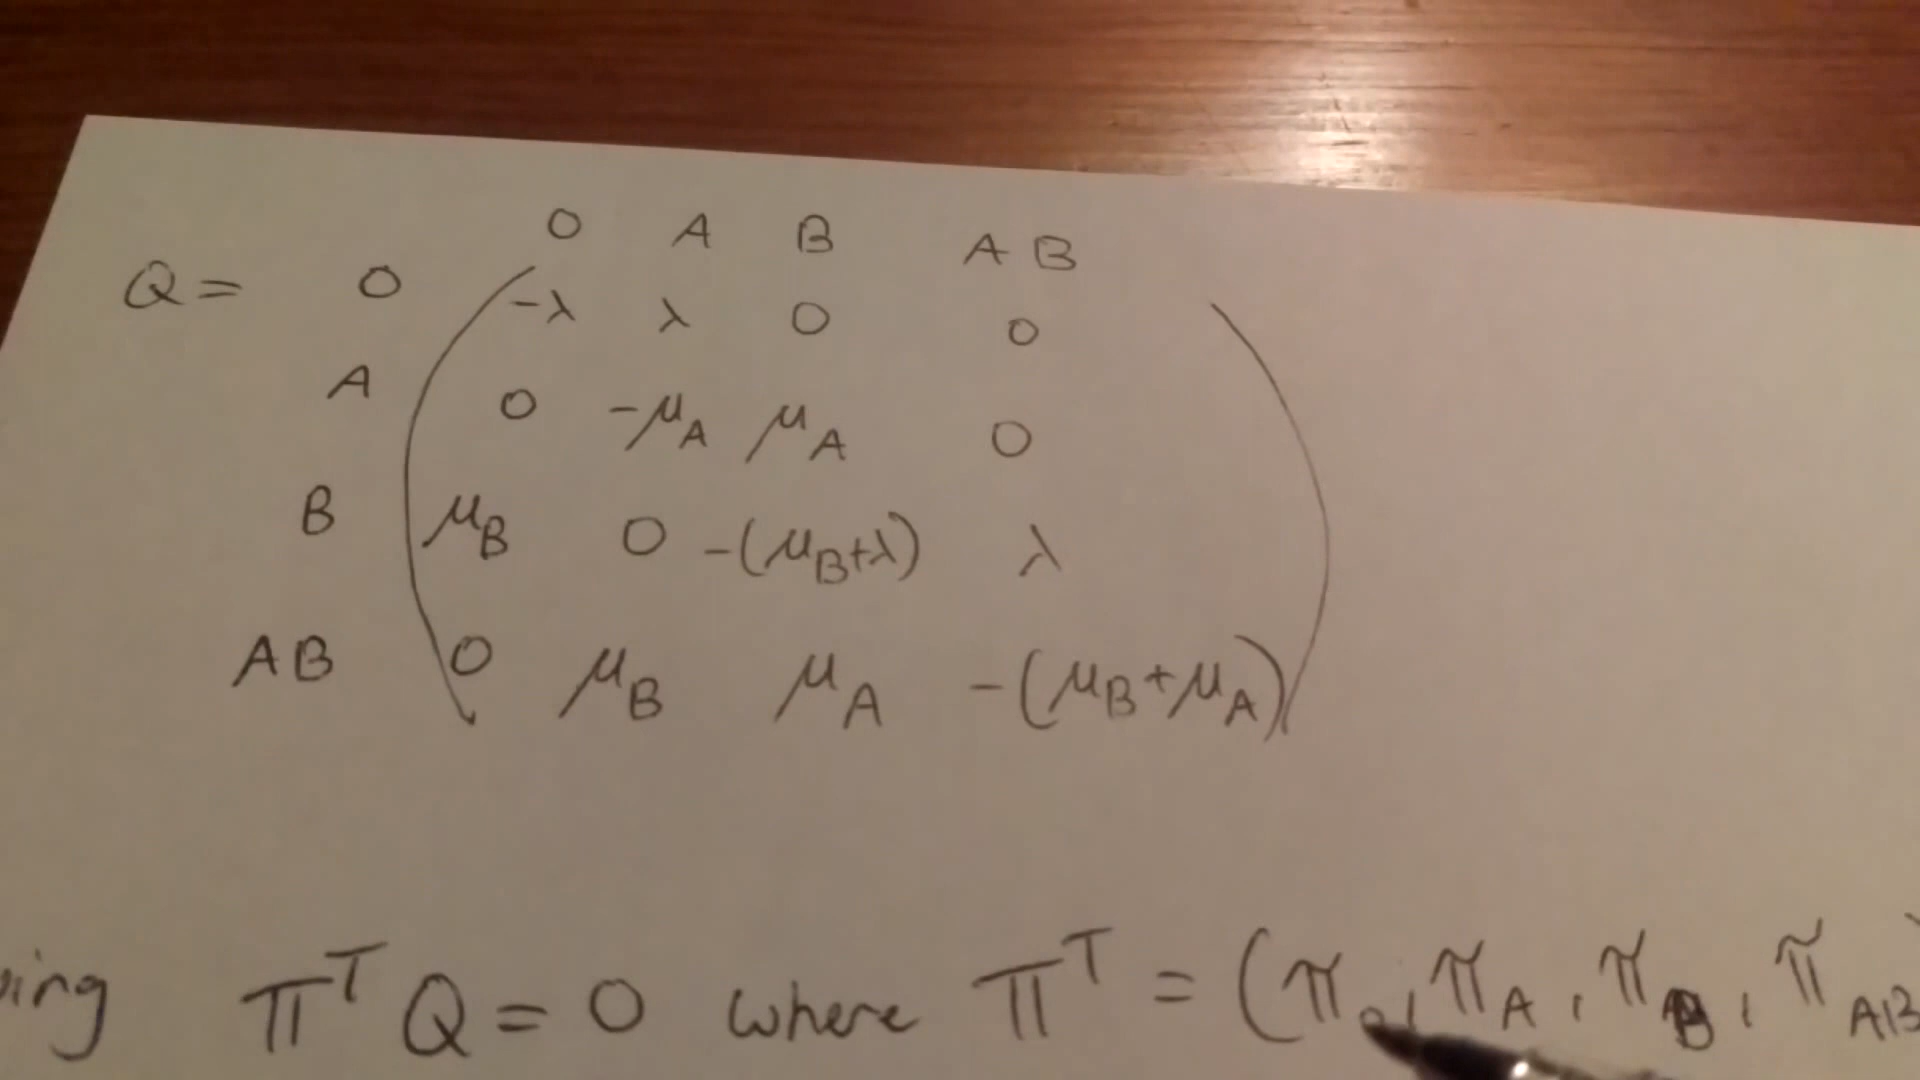 0 A B AB
Q = 0 -λ λ 0 0
A 0 -μA μA 0
B μB 0 -(μB+λ) λ
AB 0 μB μA -(μB+μA)
π^T Q = 0 where π^T = (π0, πA, πB, πAB)